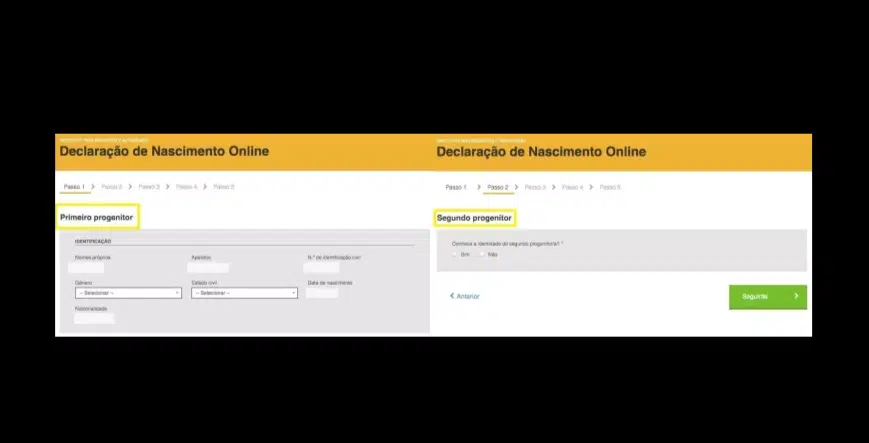 Declaração de Nascimento Online
Passo 1 > Passo 2 > Passo 3 > Passo 4 > Passo 5
Primeiro progenitor
IDENTIFICAÇÃO
Nomes próprios
Apelidos
N.º de identificação civil
Género
Estado civil
Data de nascimento
-- Selecionar --
-- Selecionar --
Nacionalidade
Declaração de Nascimento Online
Passo 1 > Passo 2 > Passo 3 > Passo 4 > Passo 5
Segundo progenitor
Conhece a identidade do segundo progenitor/a? *
Sim Não
Anterior
Seguinte